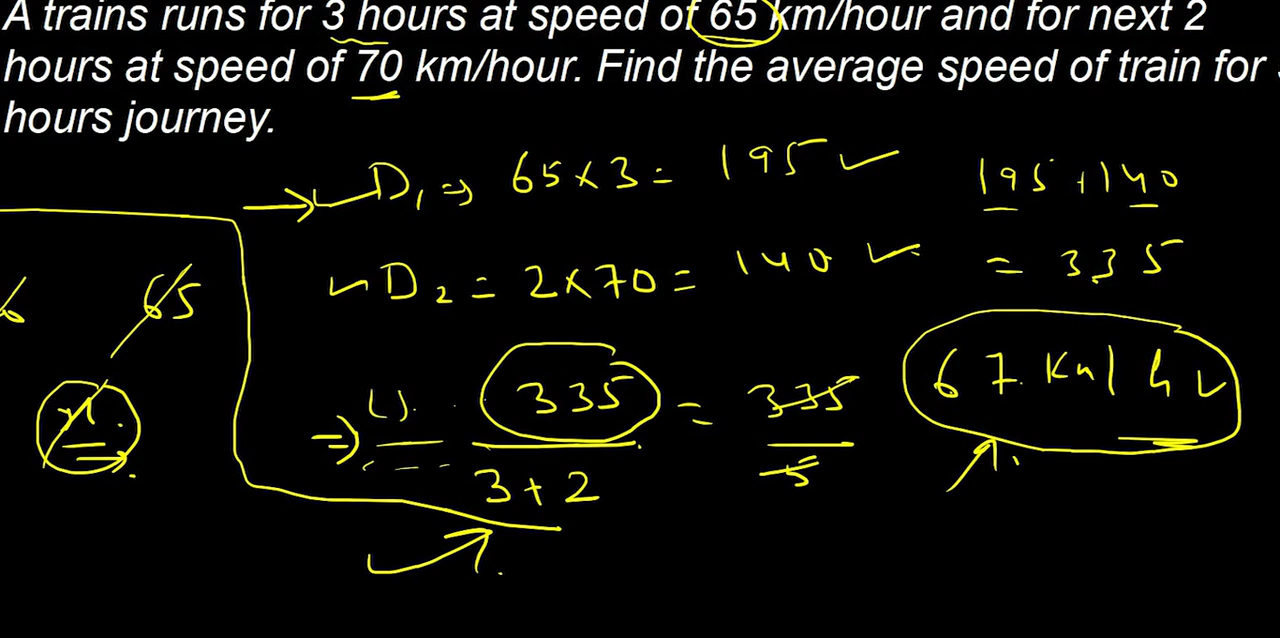 A trains runs for 3 hours at speed of 65 km/hour and for next 2
hours at speed of 70 km/hour. Find the average speed of train for
hours journey.
D₁ ⇒ 65 × 3 = 195
195 + 140
D₂ = 2 × 70 = 140
= 335
65
335 = 335
67 Km/h
3 + 2
5